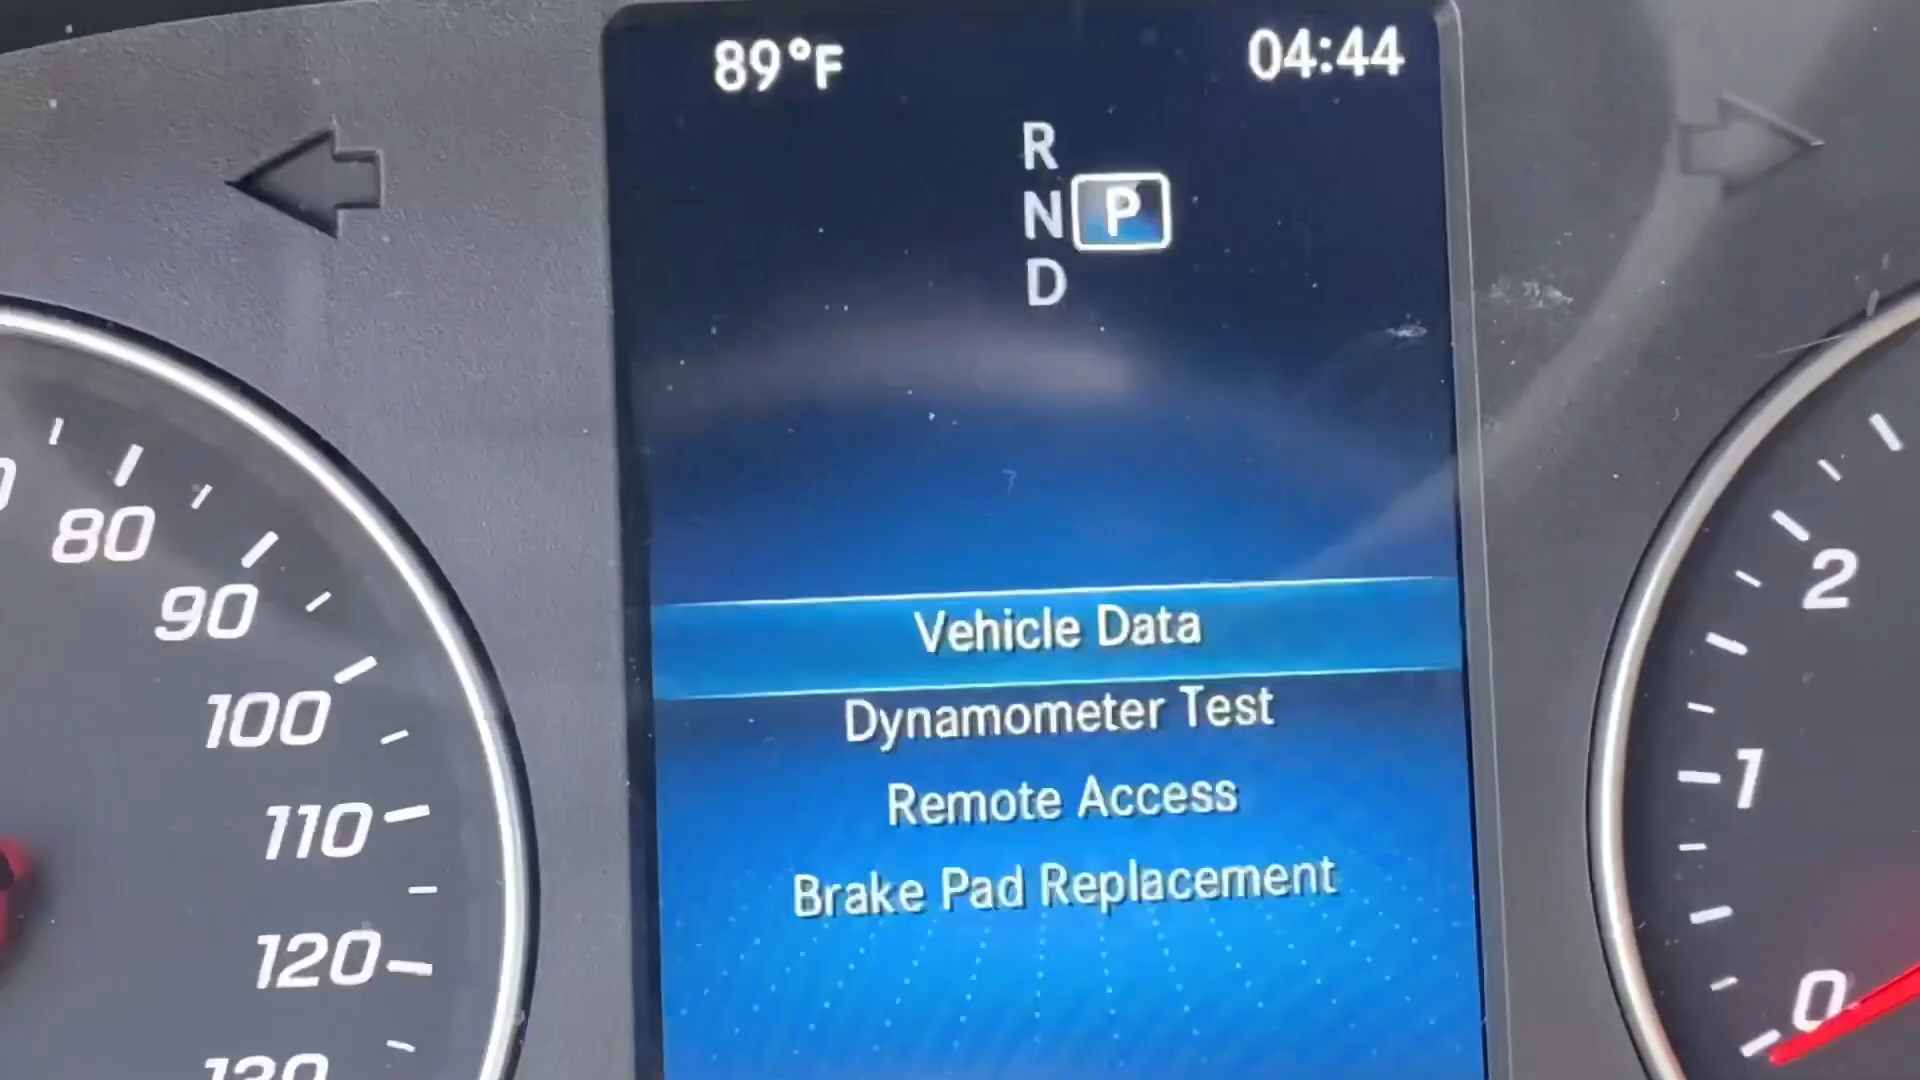 89°F
04:44
R
N P
D
Vehicle Data
Dynamometer Test
Remote Access
Brake Pad Replacement
80
90
100
110
120
2
1
0